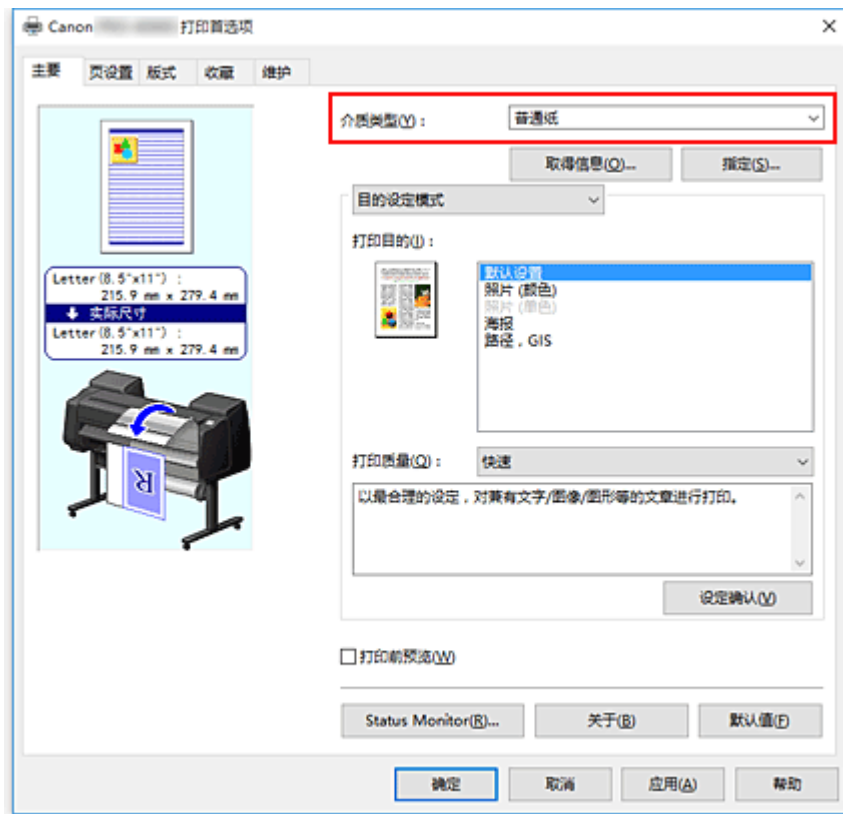 Canon 打印首选项
主要 页设置 版式 收藏 维护
介质类型(Y)： 普通纸
取得信息(O)... 指定(S)...
目的设定模式
打印目的(I)：
默认设置
照片 (颜色)
照片 (单色)
海报
路径，GIS
Letter(8.5"x11") :
215.9 mm x 279.4 mm
实际尺寸
Letter(8.5"x11") :
215.9 mm x 279.4 mm
R
打印质量(Q)： 快速
以最合理的设定，对兼有文字/图像/图形等的文章进行打印。
设定确认(V)
打印前预览(W)
Status Monitor(R)... 关于(B) 默认值(F)
确定 取消 应用(A) 帮助